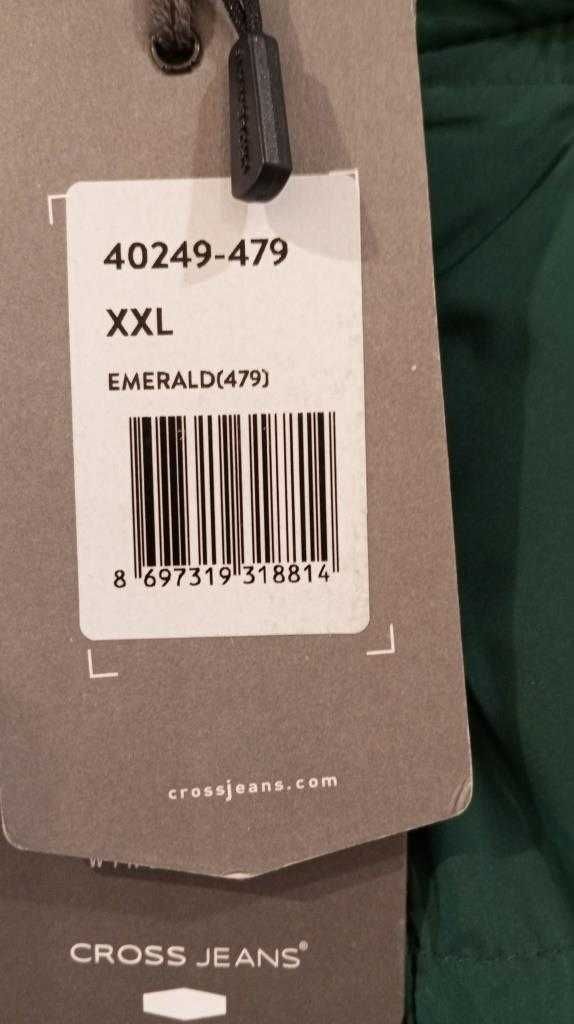 40249-479
XXL
EMERALD(479)
8 697319 318814
crossjeans.com
CROSS JEANS®